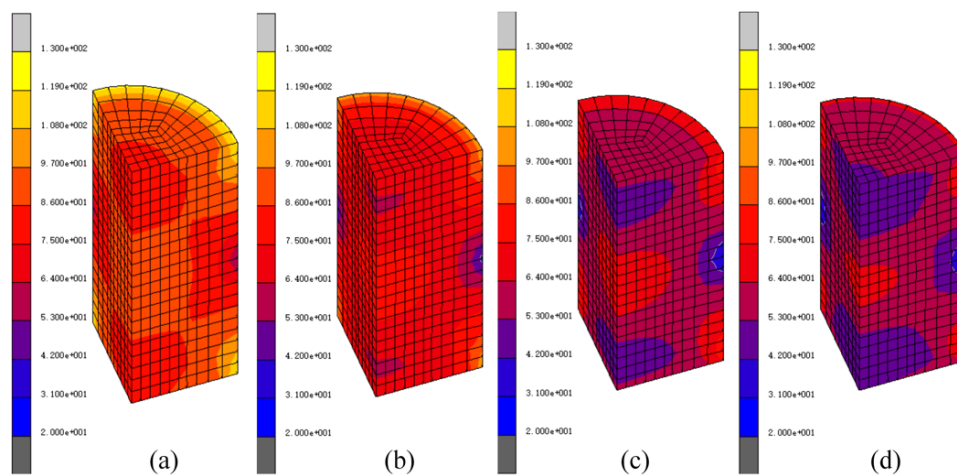 1.300e+002
1.190e+002
1.080e+002
9.700e+001
8.600e+001
7.500e+001
6.400e+001
5.300e+001
4.200e+001
3.100e+001
2.000e+001
(a)
1.300e+002
1.190e+002
1.080e+002
9.700e+001
8.600e+001
7.500e+001
6.400e+001
5.300e+001
4.200e+001
3.100e+001
2.000e+001
(b)
1.300e+002
1.190e+002
1.080e+002
9.700e+001
8.600e+001
7.500e+001
6.400e+001
5.300e+001
4.200e+001
3.100e+001
2.000e+001
(c)
1.300e+002
1.190e+002
1.080e+002
9.700e+001
8.600e+001
7.500e+001
6.400e+001
5.300e+001
4.200e+001
3.100e+001
2.000e+001
(d)